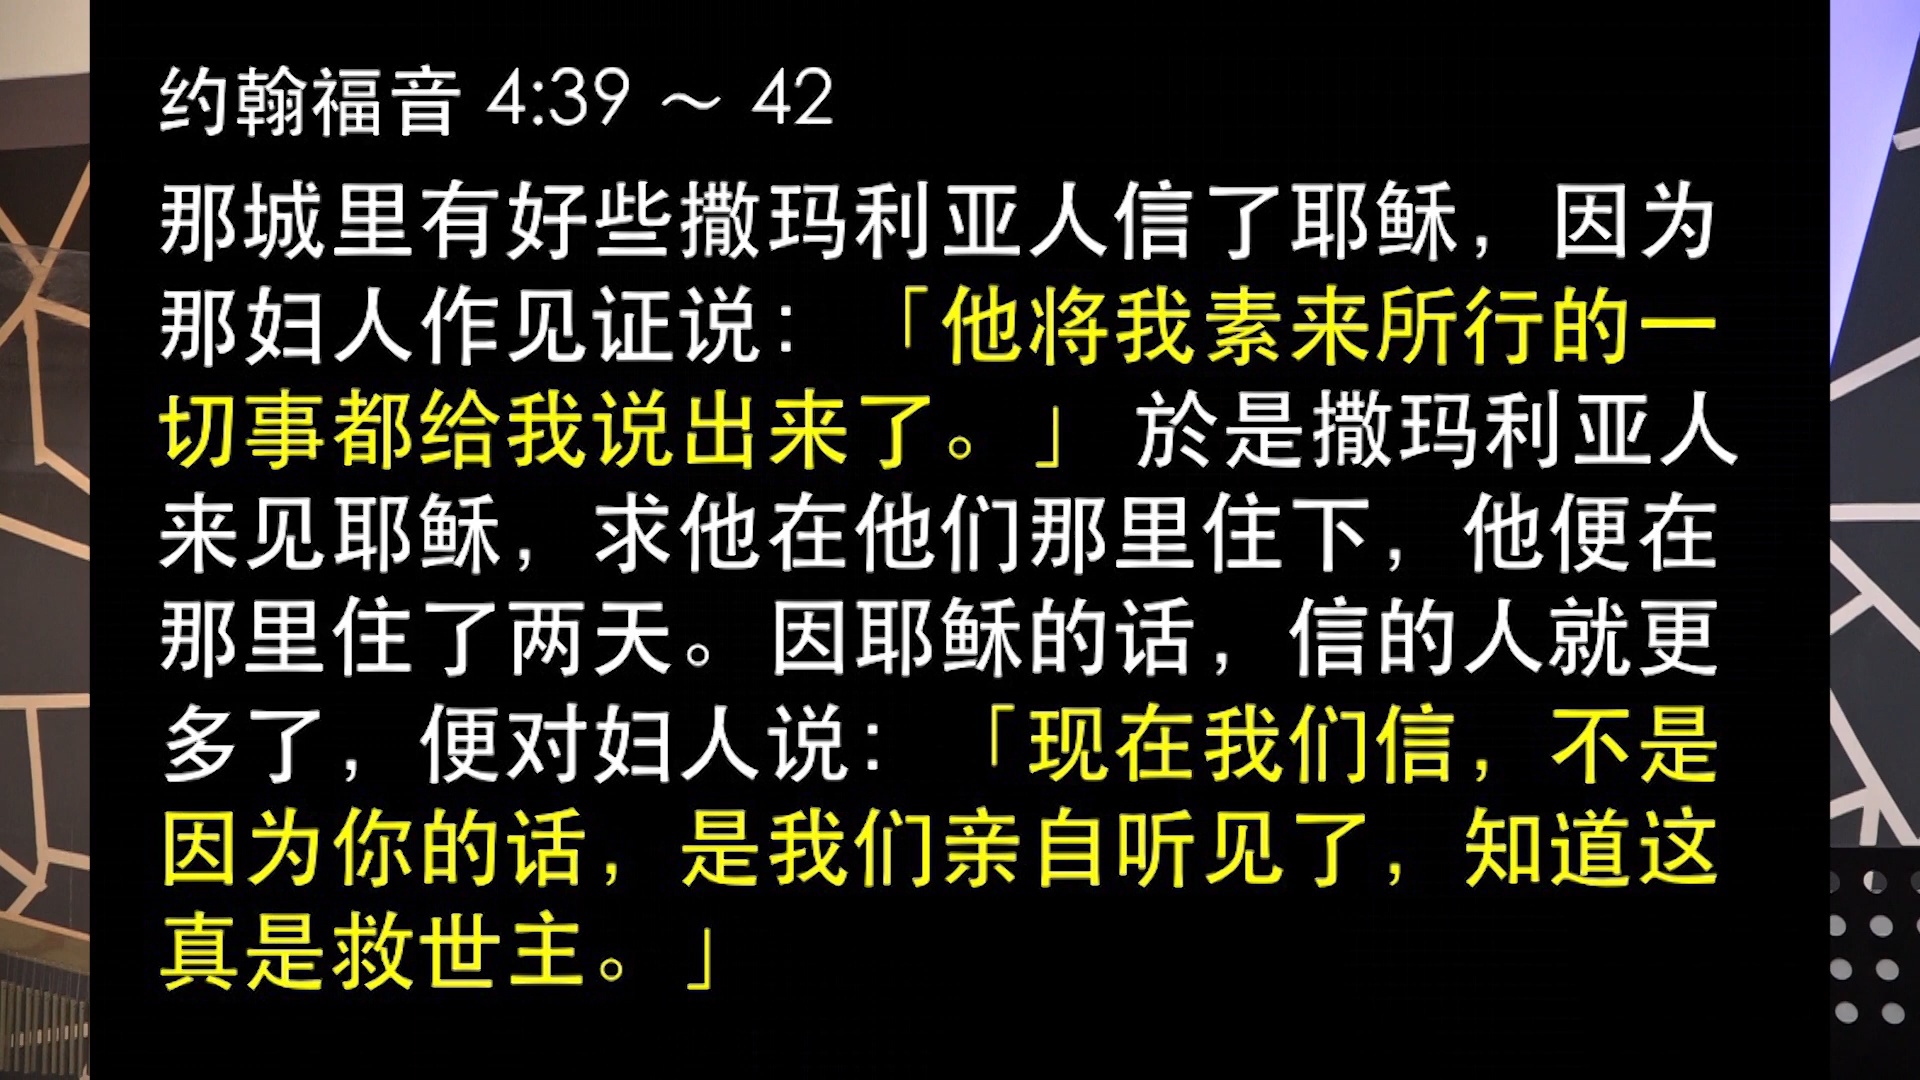 约翰福音 4:39 ～ 42
那城里有好些撒玛利亚人信了耶稣，因为
那妇人作见证说：「他将我素来所行的一
切事都给我说出来了。」於是撒玛利亚人
来见耶稣，求他在他们那里住下，他便在
那里住了两天。因耶稣的话，信的人就更
多了，便对妇人说：「现在我们信，不是
因为你的话，是我们亲自听见了，知道这
真是救世主。」